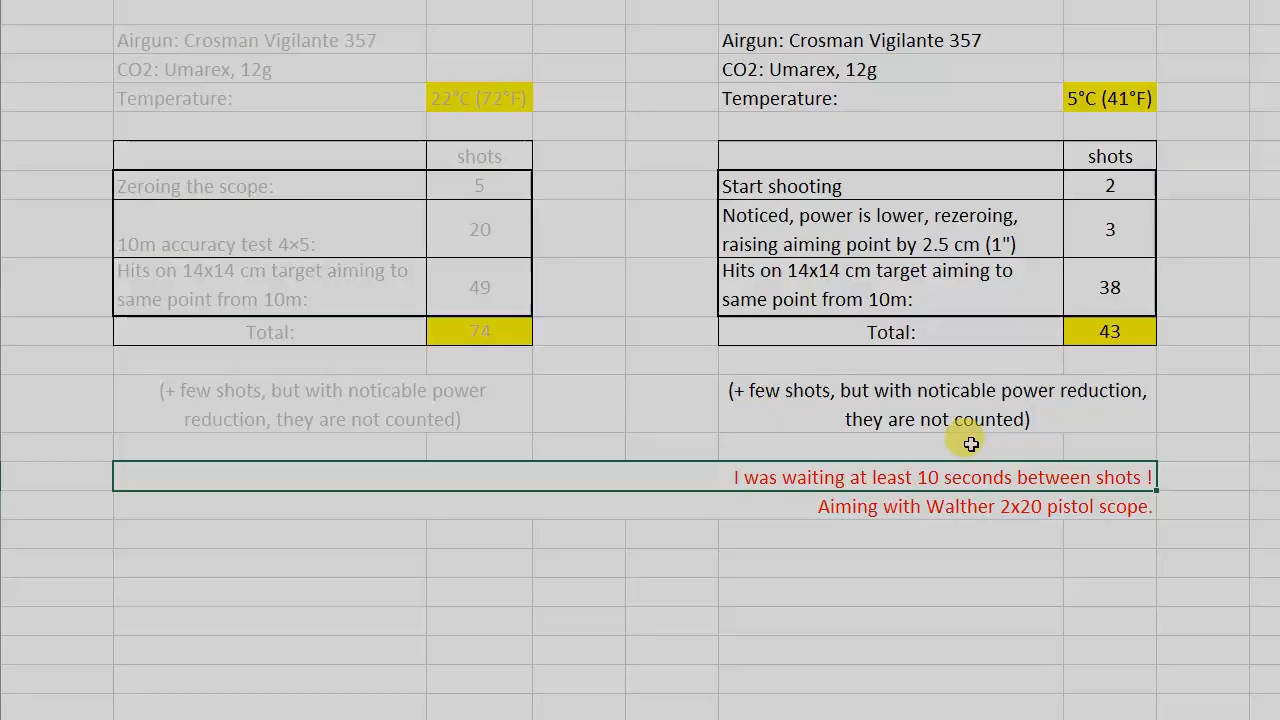 Airgun: Crosman Vigilante 357
CO2: Umarex, 12g
Temperature: 22°C (72°F)
shots
Zeroing the scope: 5
10m accuracy test 4×5: 20
Hits on 14x14 cm target aiming to
same point from 10m: 49
Total: 74
(+ few shots, but with noticable power
reduction, they are not counted)
Airgun: Crosman Vigilante 357
CO2: Umarex, 12g
Temperature: 5°C (41°F)
shots
Start shooting 2
Noticed, power is lower, rezeroing,
raising aiming point by 2.5 cm (1") 3
Hits on 14x14 cm target aiming to
same point from 10m: 38
Total: 43
(+ few shots, but with noticable power reduction,
they are not counted)
I was waiting at least 10 seconds between shots !
Aiming with Walther 2x20 pistol scope.